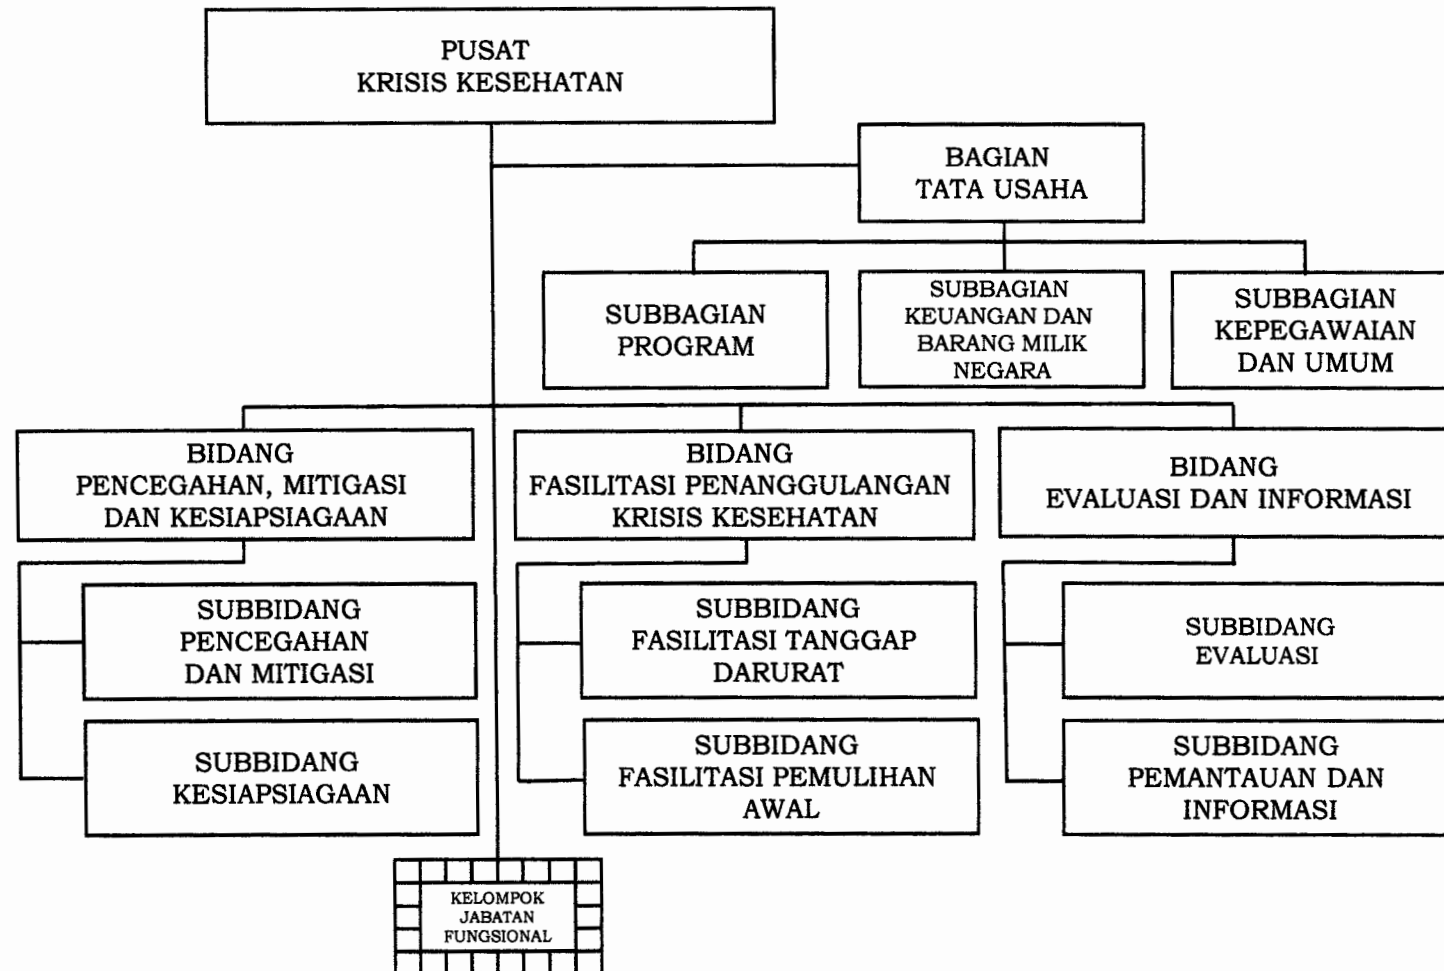 PUSAT
KRISIS KESEHATAN
BAGIAN
TATA USAHA
SUBBAGIAN
PROGRAM
SUBBAGIAN
KEUANGAN DAN
BARANG MILIK
NEGARA
SUBBAGIAN
KEPEGAWAIAN
DAN UMUM
BIDANG
PENCEGAHAN, MITIGASI
DAN KESIAPSIAGAAN
BIDANG
FASILITASI PENANGGULANGAN
KRISIS KESEHATAN
BIDANG
EVALUASI DAN INFORMASI
SUBBIDANG
PENCEGAHAN
DAN MITIGASI
SUBBIDANG
FASILITASI TANGGAP
DARURAT
SUBBIDANG
EVALUASI
SUBBIDANG
KESIAPSIAGAAN
SUBBIDANG
FASILITASI PEMULIHAN
AWAL
SUBBIDANG
PEMANTAUAN DAN
INFORMASI
KELOMPOK
JABATAN
FUNGSIONAL